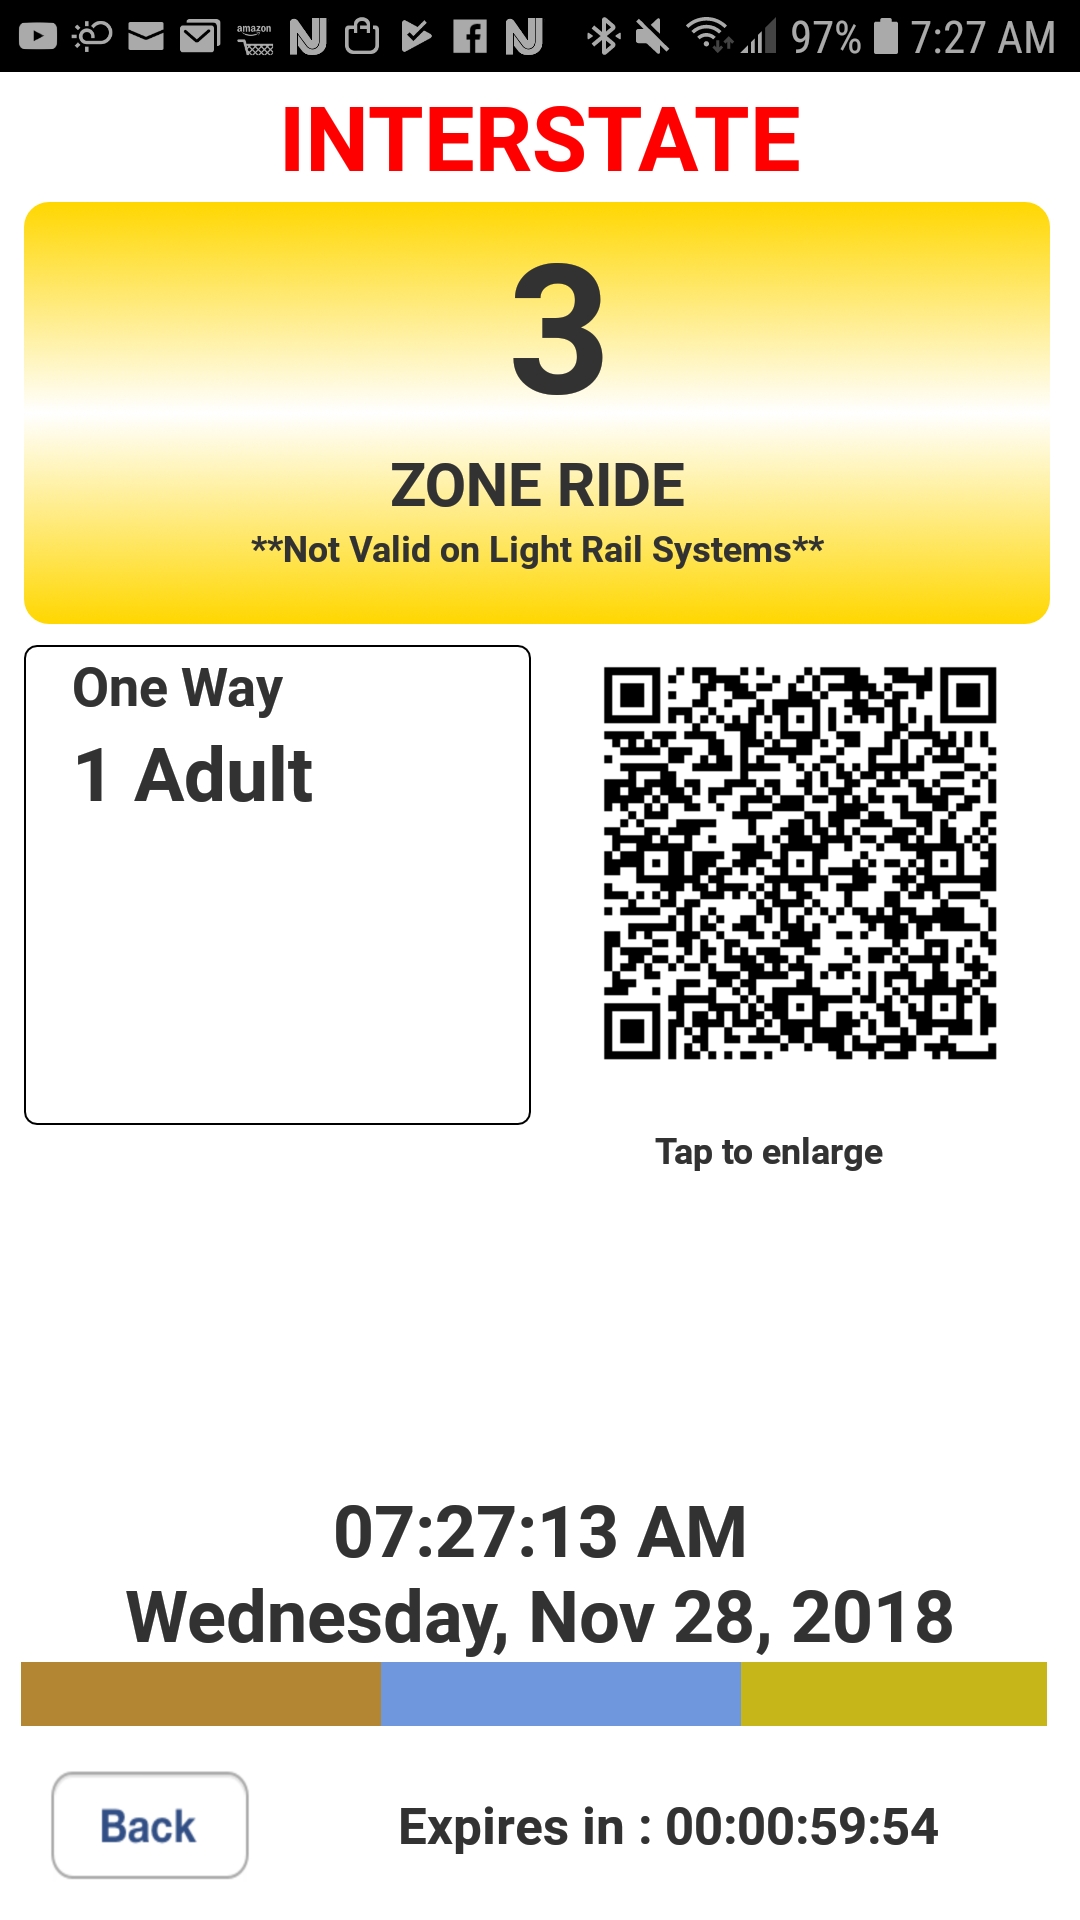 amazon
97% 7:27 AM
INTERSTATE
3
ZONE RIDE
**Not Valid on Light Rail Systems**
One Way
1 Adult
Tap to enlarge
07:27:13 AM
Wednesday, Nov 28, 2018
Back
Expires in : 00:00:59:54